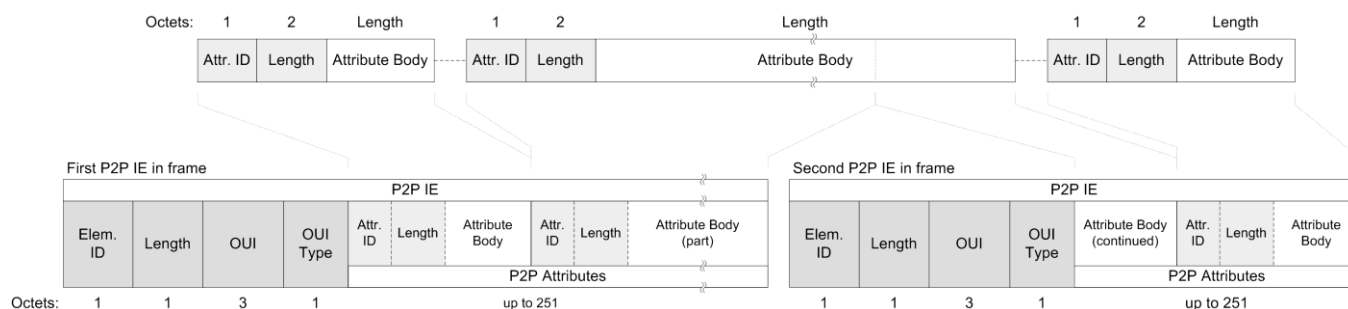 Octets: 1 2 Length 1 2 Length 1 2 Length
Attr. ID Length Attribute Body Attr. ID Length Attribute Body Attr. ID Length Attribute Body
First P2P IE in frame Second P2P IE in frame
P2P IE P2P IE
Elem. ID Length OUI OUI Type Attr. ID Length Attribute Body Attr. ID Length Attribute Body (part) Elem. ID Length OUI OUI Type Attribute Body (continued) Attr. ID Length Attribute Body
P2P Attributes P2P Attributes
Octets: 1 1 3 1 up to 251 1 1 3 1 up to 251